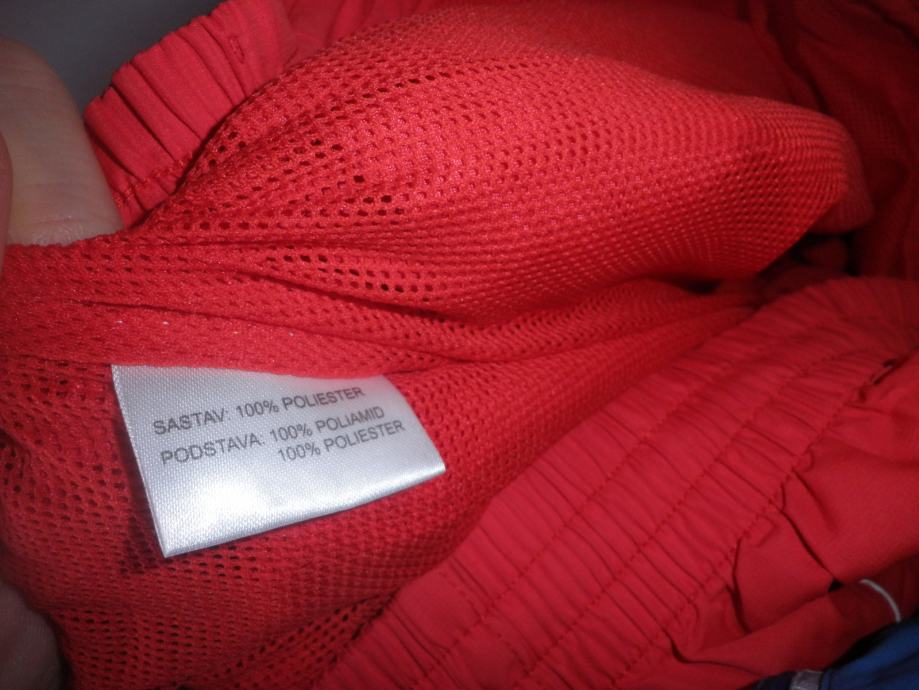 SASTAV: 100% POLIESTER
PODSTAVA: 100% POLIAMID
100% POLIESTER